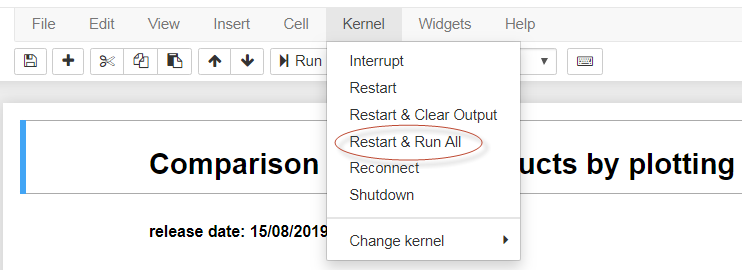 File Edit View Insert Cell Kernel Widgets Help
Run
Interrupt
Restart
Restart & Clear Output
Restart & Run All
Comparison ucts by plotting
Reconnect
Shutdown
release date: 15/08/2019
Change kernel